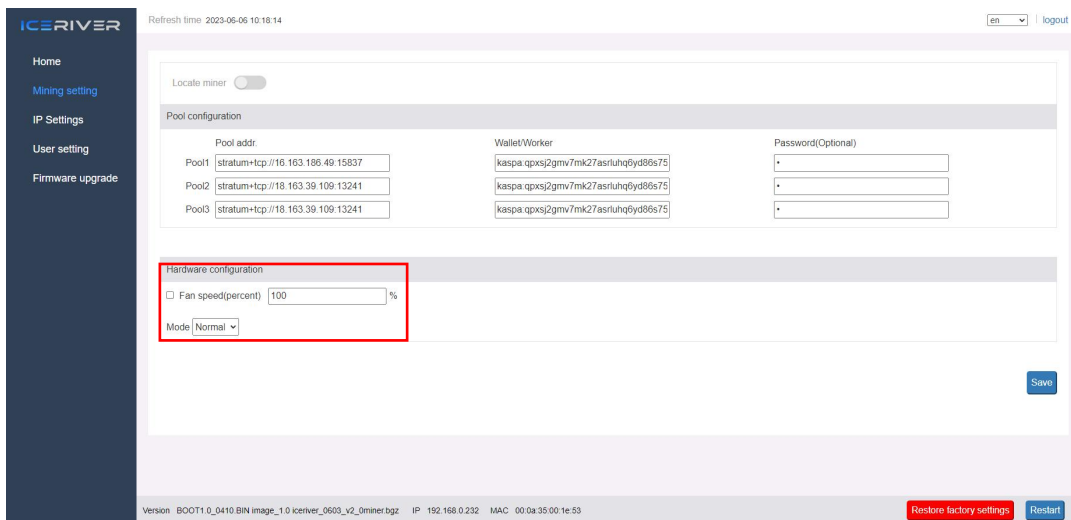 ICERIVER
Refresh time 2023-06-06 10:18:14
en
logout
Home
Mining setting
IP Settings
User setting
Firmware upgrade
Locate miner
Pool configuration
Pool addr. Wallet/Worker Password(Optional)
Pool1 stratum+tcp://16.163.186.49:15837 kaspa:qpxsj2gmv7mk27asrluhq6yd86s75 •
Pool2 stratum+tcp://18.163.39.109:13241 kaspa:qpxsj2gmv7mk27asrluhq6yd86s75 •
Pool3 stratum+tcp://18.163.39.109:13241 kaspa:qpxsj2gmv7mk27asrluhq6yd86s75 •
Hardware configuration
Fan speed(percent) 100 %
Mode Normal
Save
Version BOOT1.0_0410.BIN image_1.0 iceriver_0603_v2_0miner.bgz IP 192.168.0.232 MAC 00:0a:35:00:1e:53
Restore factory settings
Restart